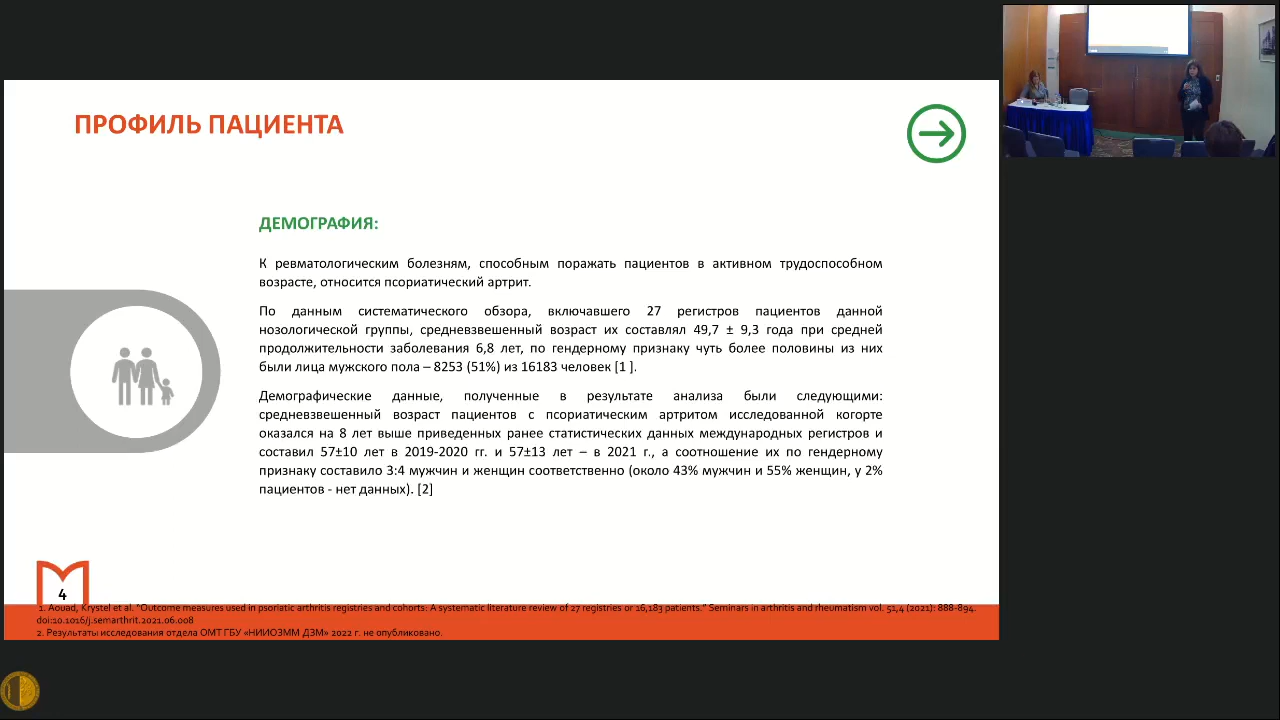 ПРОФИЛЬ ПАЦИЕНТА
ДЕМОГРАФИЯ:
К ревматологическим болезням, способным поражать пациентов в активном трудоспособном
возрасте, относится псориатический артрит.
По данным систематического обзора, включавшего 27 регистров пациентов данной
нозологической группы, средневзвешенный возраст их составлял 49,7 ± 9,3 года при средней
продолжительности заболевания 6,8 лет, по гендерному признаку чуть более половины из них
были лица мужского пола – 8253 (51%) из 16183 человек [1 ].
Демографические данные, полученные в результате анализа были следующими:
средневзвешенный возраст пациентов с псориатическим артритом исследованной когорте
оказался на 8 лет выше приведенных ранее статистических данных международных регистров и
составил 57±10 лет в 2019-2020 гг. и 57±13 лет – в 2021 г., а соотношение их по гендерному
признаку составило 3:4 мужчин и женщин соответственно (около 43% мужчин и 55% женщин, у 2%
пациентов - нет данных). [2]
4
1. Aouad, Krystel et al. "Outcome measures used in psoriatic arthritis registries and cohorts: A systematic literature review of 27 registries or 16,183 patients." Seminars in arthritis and rheumatism vol. 51,4 (2021): 888-894.
doi:10.1016/j.semarthrit.2021.06.008
2. Результаты исследования отдела ОМТ ГБУ «НИИОЗММ ДЗМ» 2022 г. не опубликовано.